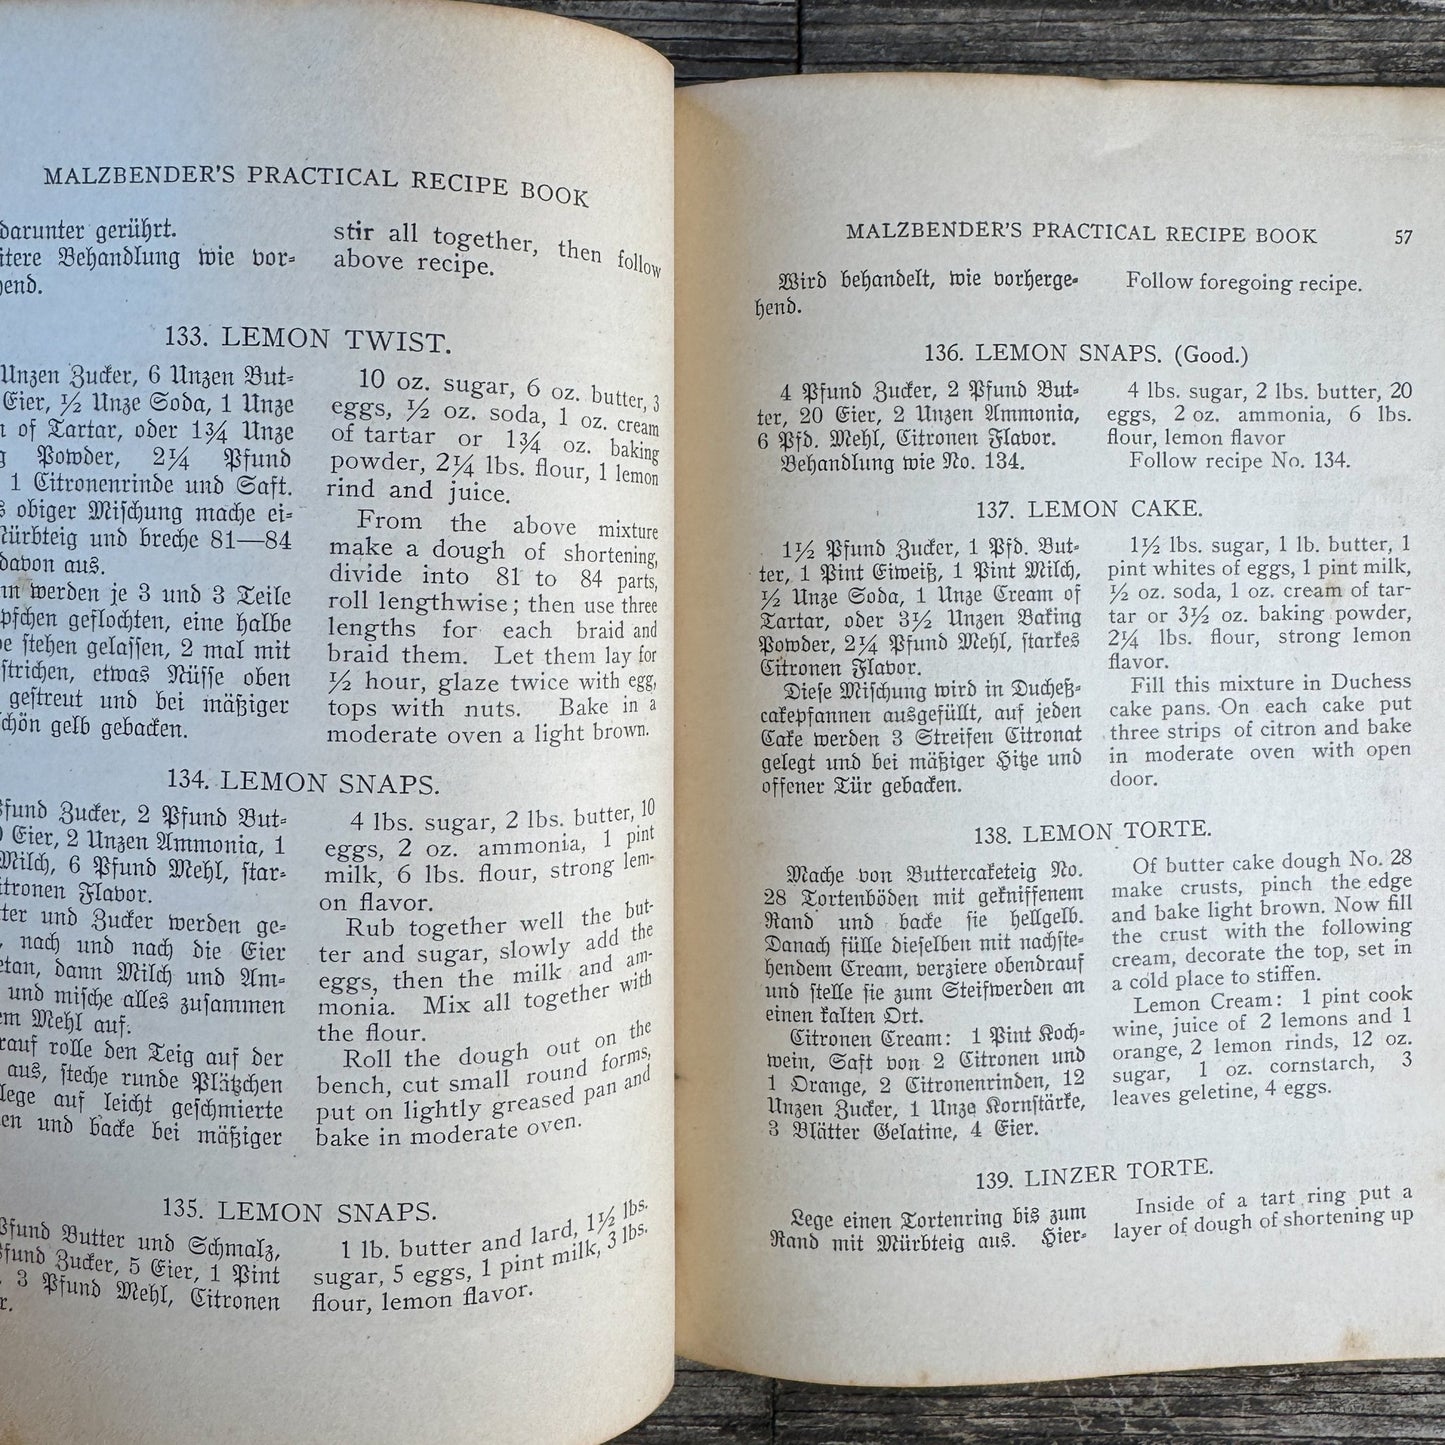 MALZBENDER'S PRACTICAL RECIPE BOOK
darunter gerührt.
itere Behandlung wie vor-
hend.
stir all together, then follow
above recipe.
133. LEMON TWIST.
Unzen Zucker, 6 Unzen But-
Eier, ½ Unze Soda, 1 Unze
of Tartar, oder 1¾ Unze
Powder, 2¼ Pfund
1 Citronenrinde und Saft.
obiger Mischung mache ei-
Mürbteig und breche 81—84
davon aus.
werden je 3 und 3 Teile
pfchen geflochten, eine halbe
stehen gelassen, 2 mal mit
strichen, etwas Nüsse oben
gestreut und bei mäßiger
schön gelb gebacken.
10 oz. sugar, 6 oz. butter, 3
eggs, ½ oz. soda, 1 oz. cream
of tartar or 1¾ oz. baking
powder, 2¼ lbs. flour, 1 lemon
rind and juice.
From the above mixture
make a dough of shortening,
divide into 81 to 84 parts,
roll lengthwise; then use three
lengths for each braid and
braid them. Let them lay for
½ hour, glaze twice with egg,
tops with nuts. Bake in a
moderate oven a light brown.
134. LEMON SNAPS.
Pfund Zucker, 2 Pfund But-
Eier, 2 Unzen Ammonia, 1
Milch, 6 Pfund Mehl, star-
itronen Flavor.
ter und Zucker werden ge-
nach und nach die Eier
etan, dann Milch und Am-
und mische alles zusammen
em Mehl auf.
rauf rolle den Teig auf der
aus, steche runde Plätzchen
lege auf leicht geschmierte
en und backe bei mäßiger
4 lbs. sugar, 2 lbs. butter, 10
eggs, 2 oz. ammonia, 1 pint
milk, 6 lbs. flour, strong lem-
on flavor.
Rub together well the but-
ter and sugar, slowly add the
eggs, then the milk and am-
monia. Mix all together with
the flour.
Roll the dough out on the
bench, cut small round forms,
put on lightly greased pan and
bake in moderate oven.
135. LEMON SNAPS.
Pfund Butter und Schmalz,
Pfund Zucker, 5 Eier, 1 Pint
3 Pfund Mehl, Citronen
r.
1 lb. butter and lard, 1½ lbs.
sugar, 5 eggs, 1 pint milk, 3 lbs.
flour, lemon flavor.
MALZBENDER'S PRACTICAL RECIPE BOOK 57
Wird behandelt, wie vorherge-
hend.
Follow foregoing recipe.
136. LEMON SNAPS. (Good.)
4 Pfund Zucker, 2 Pfund But-
ter, 20 Eier, 2 Unzen Ammonia,
6 Pfd. Mehl, Citronen Flavor.
Behandlung wie No. 134.
4 lbs. sugar, 2 lbs. butter, 20
eggs, 2 oz. ammonia, 6 lbs.
flour, lemon flavor
Follow recipe No. 134.
137. LEMON CAKE.
1½ Pfund Zucker, 1 Pfd. But-
ter, 1 Pint Eiweiß, 1 Pint Milch,
½ Unze Soda, 1 Unze Cream of
Tartar, oder 3½ Unzen Baking
Powder, 2¼ Pfund Mehl, starkes
Citronen Flavor.
Diese Mischung wird in Ducheß-
cakepfannen ausgefüllt, auf jeden
Cake werden 3 Streifen Citronat
gelegt und bei mäßiger Hitze und
offener Tür gebacken.
1½ lbs. sugar, 1 lb. butter, 1
pint whites of eggs, 1 pint milk,
½ oz. soda, 1 oz. cream of tar-
tar or 3½ oz. baking powder,
2¼ lbs. flour, strong lemon
flavor.
Fill this mixture in Duchess
cake pans. On each cake put
three strips of citron and bake
in moderate oven with open
door.
138. LEMON TORTE.
Mache von Buttercaketeig No.
28 Tortenböden mit gekniffenem
Rand und backe sie hellgelb.
Danach fülle dieselben mit nachste-
hendem Cream, verziere obendrauf
und stelle sie zum Steifwerden an
einen kalten Ort.
Citronen Cream: 1 Pint Koch-
wein, Saft von 2 Citronen und
1 Orange, 2 Citronenrinden, 12
Unzen Zucker, 1 Unze Kornstärke,
3 Blätter Gelatine, 4 Eier.
Of butter cake dough No. 28
make crusts, pinch the edge
and bake light brown. Now fill
the crust with the following
cream, decorate the top, set in
a cold place to stiffen.
Lemon Cream: 1 pint cook
wine, juice of 2 lemons and 1
orange, 2 lemon rinds, 12 oz.
sugar, 1 oz. cornstarch, 3
leaves geletine, 4 eggs.
139. LINZER TORTE.
Lege einen Tortenring bis zum
Rand mit Mürbteig aus. Hier-
Inside of a tart ring put a
layer of dough of shortening up